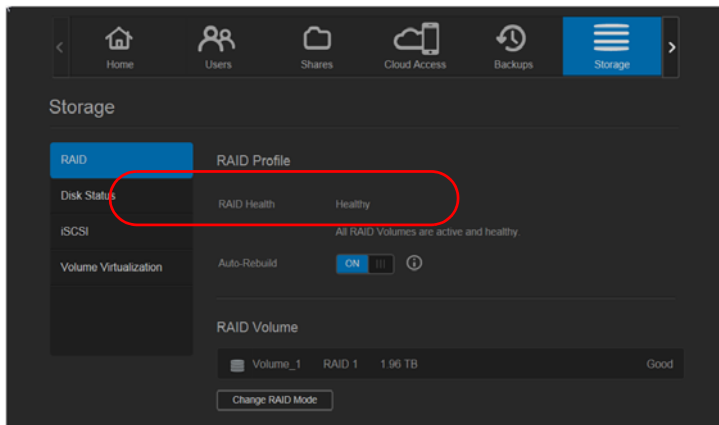 Home Users Shares Cloud Access Backups Storage
Storage
RAID
Disk Status
iSCSI
Volume Virtualization
RAID Profile
RAID Health Healthy
All RAID Volumes are active and healthy.
Auto-Rebuild ON
RAID Volume
Volume_1 RAID 1 1.96 TB Good
Change RAID Mode